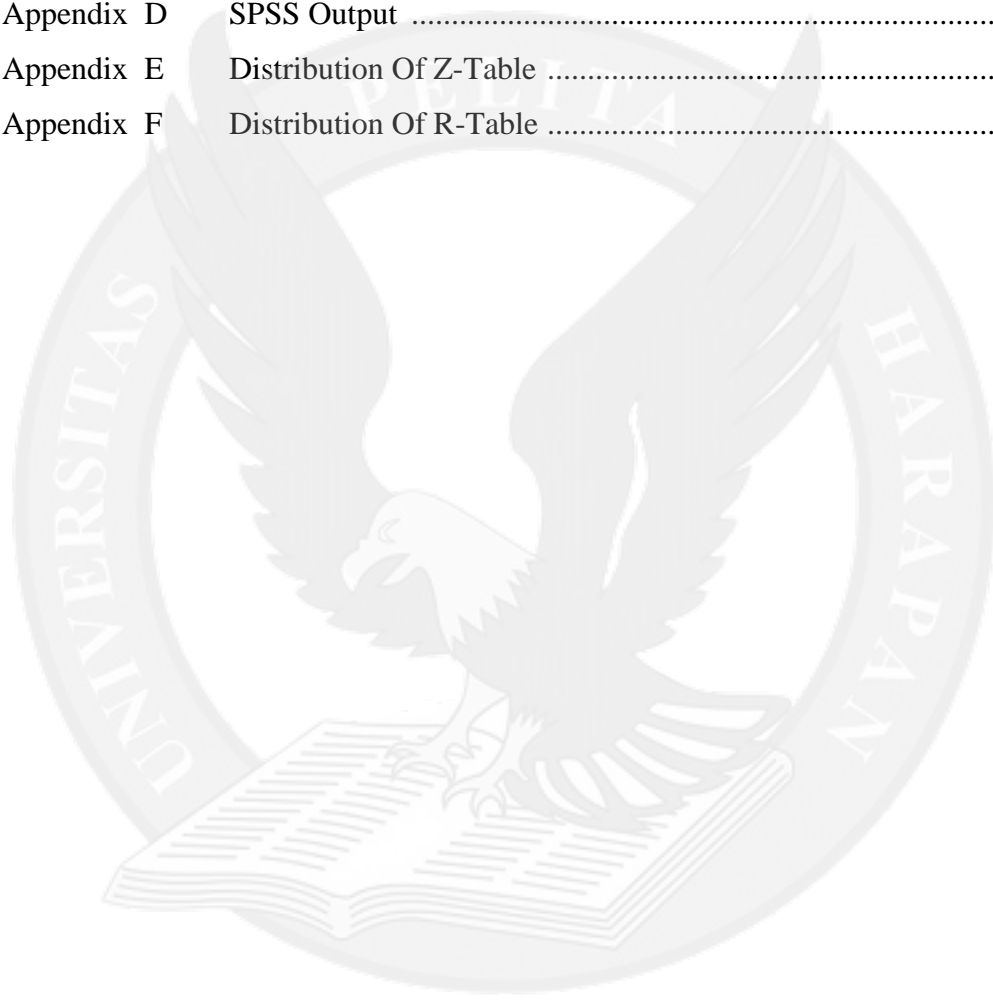 Appendix D SPSS Output ........................................................................
Appendix E Distribution Of Z-Table ......................................................
Appendix F Distribution Of R-Table ......................................................
UNIVERSITAS PELITA HARAPAN